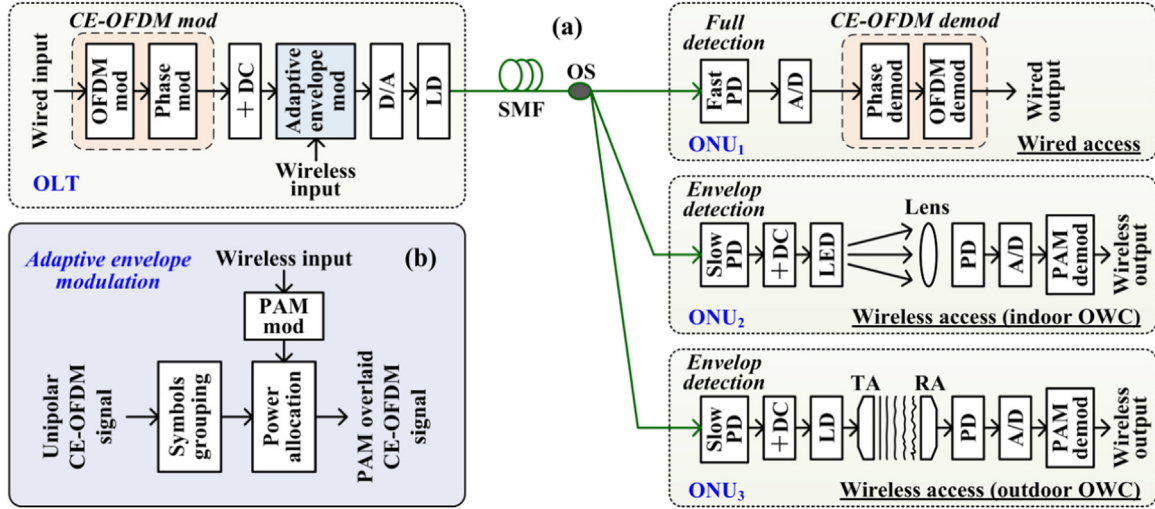 (a)
CE-OFDM mod
Wired input
OFDM
mod
Phase
mod
+ DC
Adaptive
envelope
mod
D/A
LD
Wireless
input
OLT
SMF
OS
Full
detection
Fast
PD
A/D
CE-OFDM demod
Phase
demod
OFDM
demod
Wired
output
ONU1
Wired access
Envelop
detection
Slow
PD
+DC
LED
Lens
PD
A/D
PAM
demod
Wireless
output
ONU2
Wireless access (indoor OWC)
Envelop
detection
Slow
PD
+DC
LD
TA
RA
PD
A/D
PAM
demod
Wireless
output
ONU3
Wireless access (outdoor OWC)
(b)
Adaptive envelope
modulation
Wireless input
PAM
mod
Unipolar
CE-OFDM
signal
Symbols
grouping
Power
allocation
PAM overlaid
CE-OFDM
signal